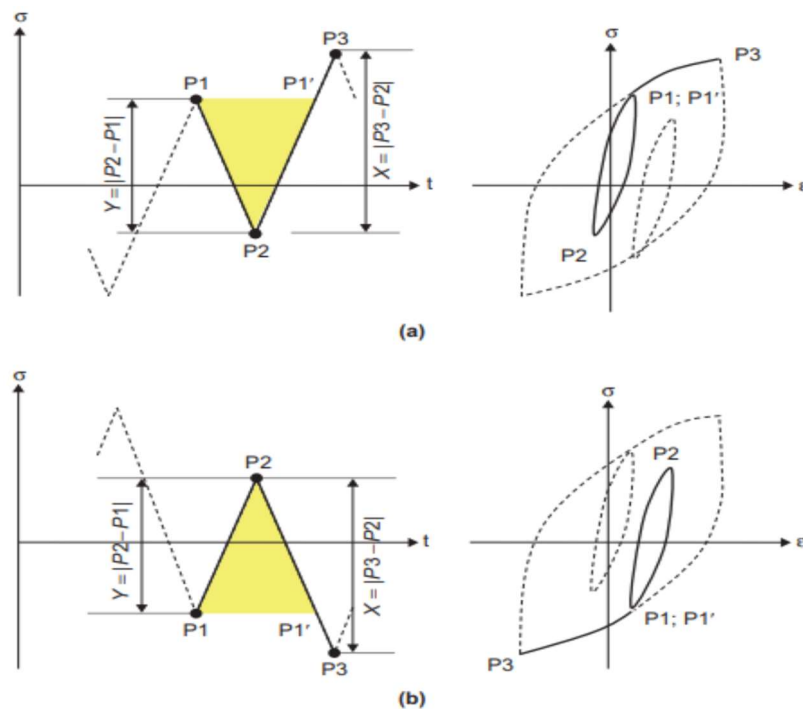 σ
P1
P1′
P3
Y = |P2 – P1|
X = |P3 – P2|
t
P2
σ
P3
P1; P1′
ε
P2
(a)
σ
P2
Y = |P2 – P1|
X = |P3 – P2|
t
P1
P1′
P3
σ
P2
ε
P1; P1′
P3
(b)